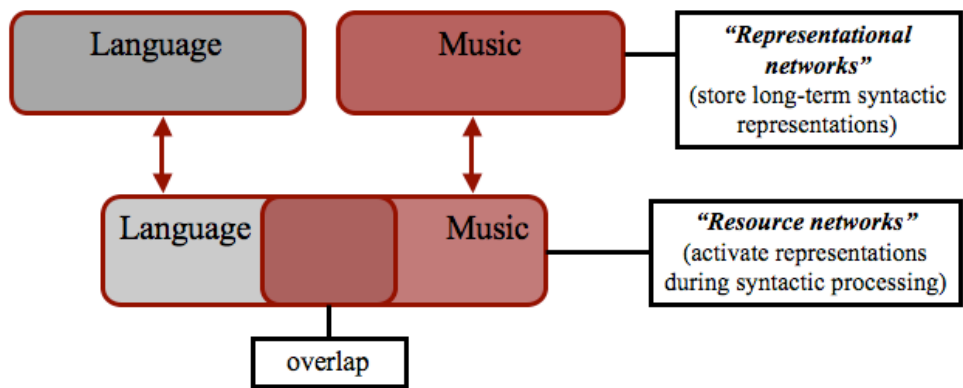 Language
Music
“Representational
networks”
(store long-term syntactic
representations)
Language
Music
“Resource networks”
(activate representations
during syntactic processing)
overlap